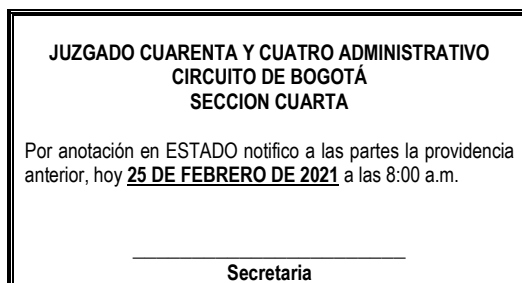 JUZGADO CUARENTA Y CUATRO ADMINISTRATIVO
CIRCUITO DE BOGOTÁ
SECCION CUARTA
Por anotación en ESTADO notifico a las partes la providencia
anterior, hoy 25 DE FEBRERO DE 2021 a las 8:00 a.m.
Secretaria